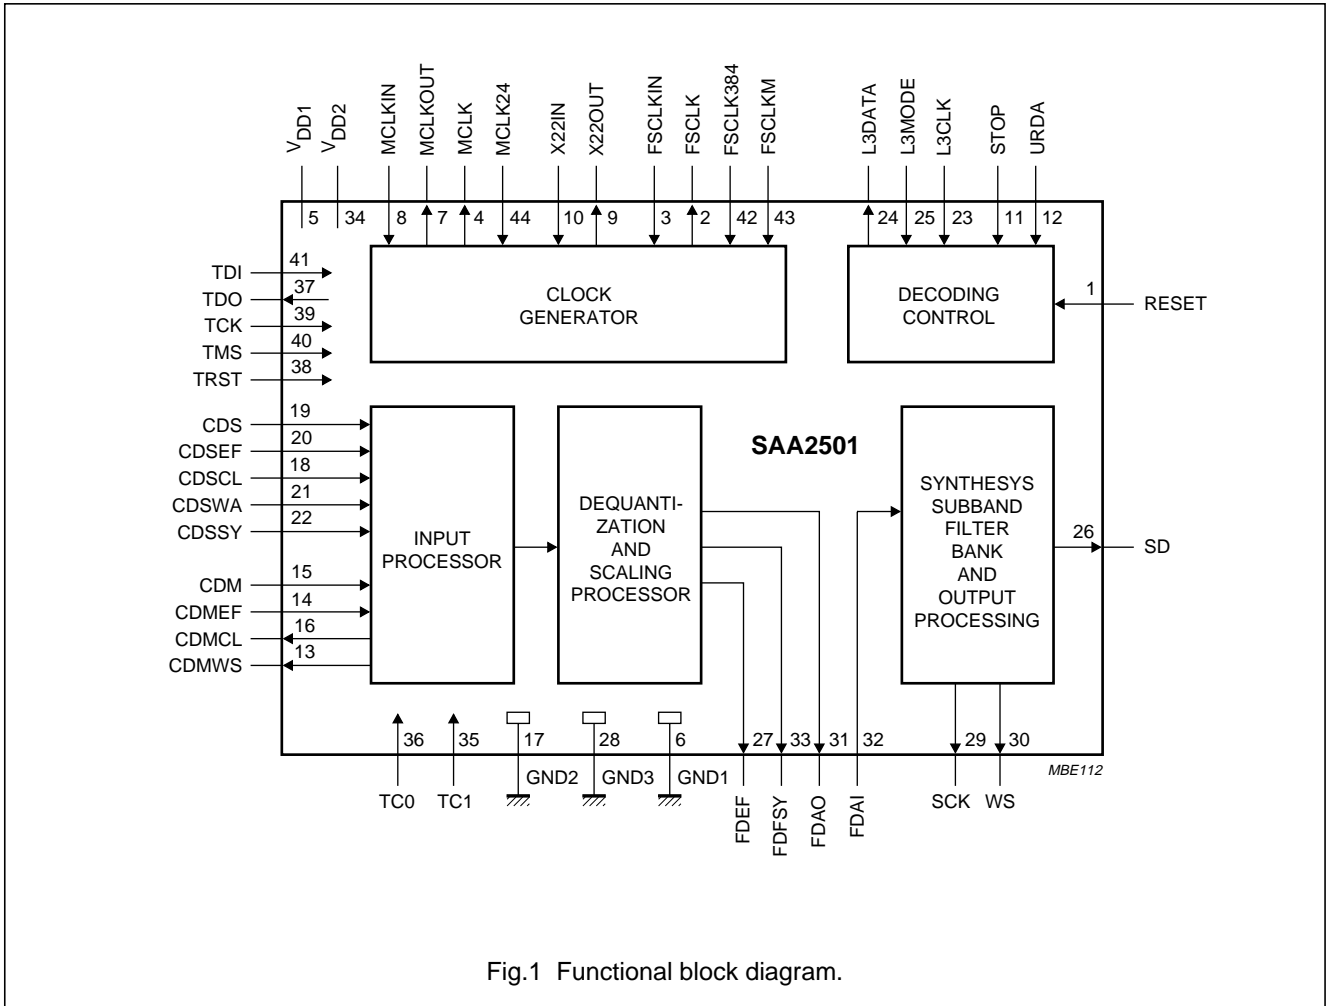 VDD1
VDD2
MCLKIN
MCLKOUT
MCLK
MCLK24
X22IN
X22OUT
FSCLKIN
FSCLK
FSCLK384
FSCLKM
L3DATA
L3MODE
L3CLK
STOP
URDA
5
34
8
7
4
44
10
9
3
2
42
43
24
25
23
11
12
CLOCK
GENERATOR
DECODING
CONTROL
1
RESET
TDI
41
TDO
37
TCK
39
TMS
40
TRST
38
CDS
19
CDSEF
20
CDSCL
18
CDSWA
21
CDSSY
22
CDM
15
CDMEF
14
CDMCL
16
CDMWS
13
INPUT
PROCESSOR
DEQUANTI-
ZATION
AND
SCALING
PROCESSOR
SAA2501
SYNTHESYS
SUBBAND
FILTER
BANK
AND
OUTPUT
PROCESSING
26
SD
36
35
17
28
6
27
33
31
32
29
30
MBE112
TC0
TC1
GND2
GND3
GND1
FDEF
FDFSY
FDAO
FDAI
SCK
WS
Fig.1 Functional block diagram.